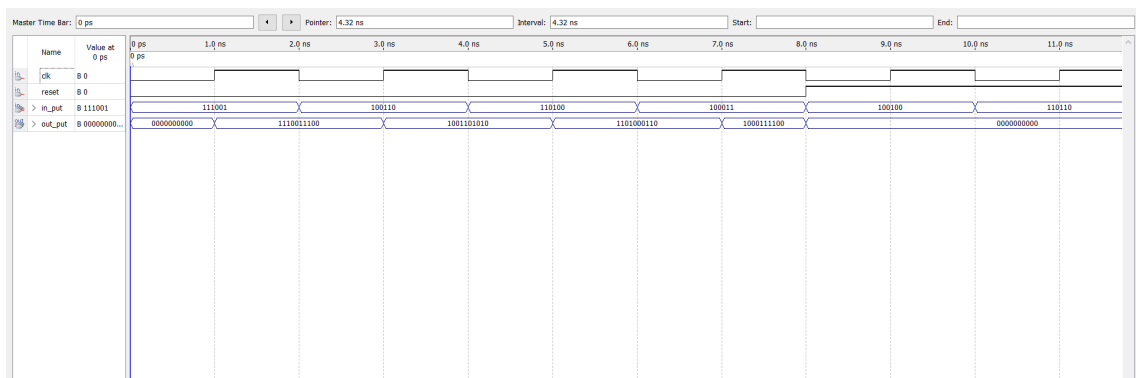 Master Time Bar: 0 ps Pointer: 4.32 ns Interval: 4.32 ns Start: End:
Name Value at 0 ps
0 ps 1.0 ns 2.0 ns 3.0 ns 4.0 ns 5.0 ns 6.0 ns 7.0 ns 8.0 ns 9.0 ns 10.0 ns 11.0 ns
0 ps
clk B 0
reset B 0
> in_put B 111001 111001 100110 110100 100011 100100 110110
> out_put B 00000000... 0000000000 1110011100 1001101010 1101000110 1000111100 0000000000